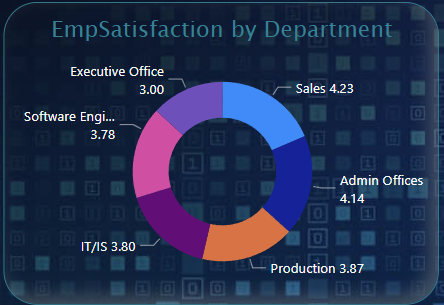 EmpSatisfaction by Department
Executive Office
3.00
Sales 4.23
Software Engi...
3.78
Admin Offices
4.14
IT/IS 3.80
Production 3.87